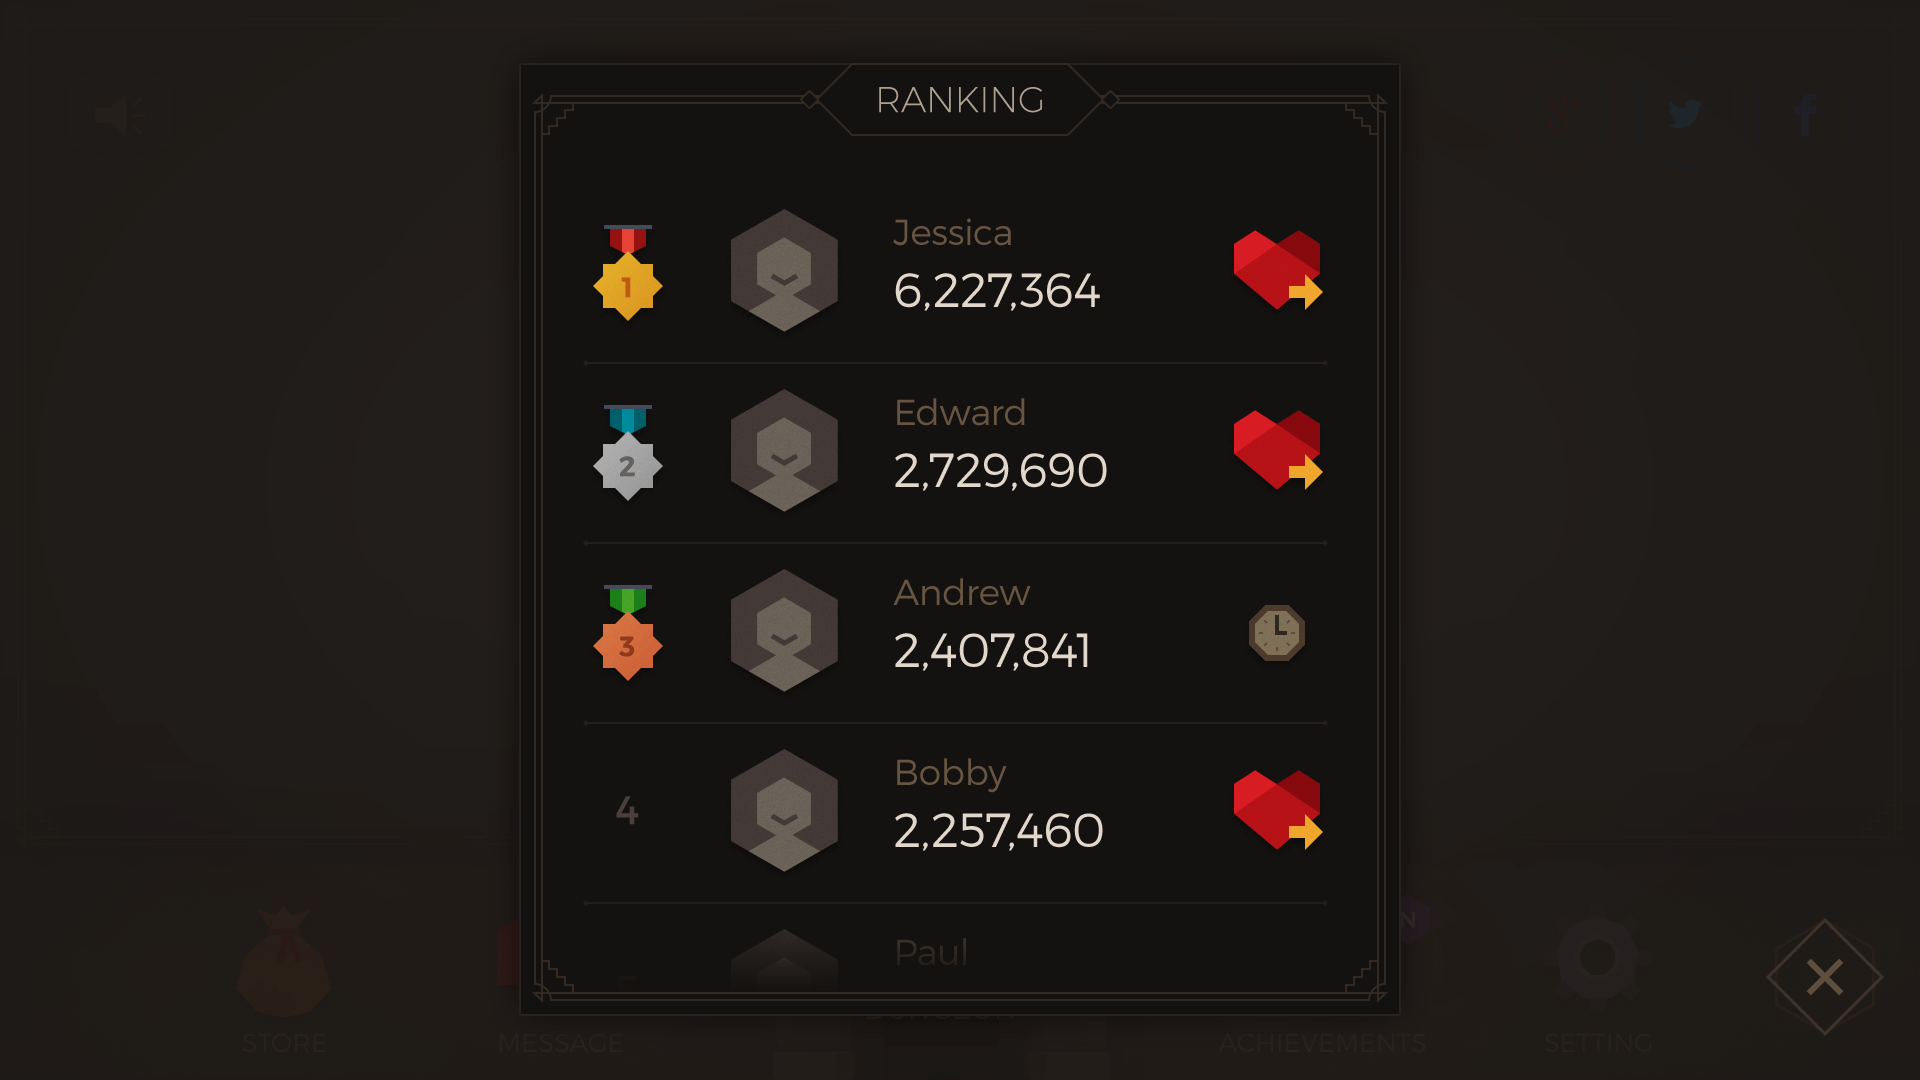 RANKING
1
Jessica
6,227,364
2
Edward
2,729,690
3
Andrew
2,407,841
4
Bobby
2,257,460
Paul
N
STORE
MESSAGE
ACHIEVEMENTS
SETTING